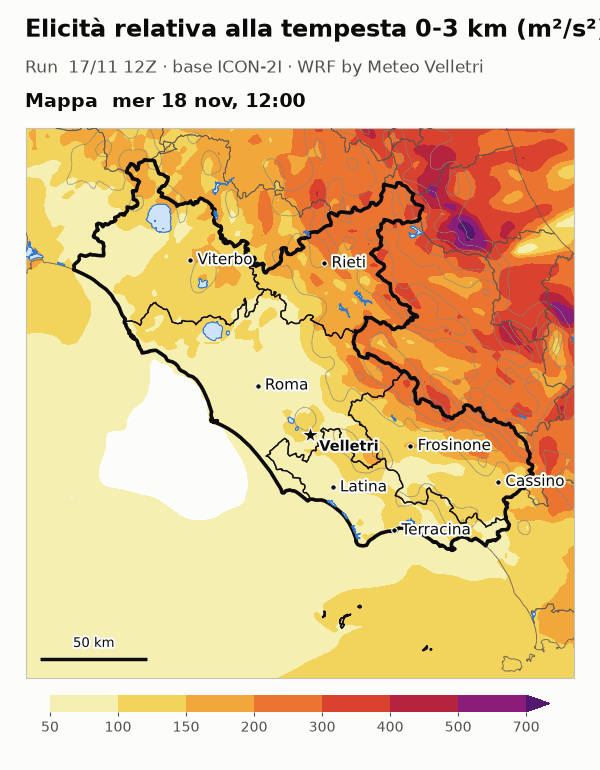 Elicità relativa alla tempesta 0-3 km (m²/s²)
Run  17/11 12Z · base ICON-2I · WRF by Meteo Velletri
Mappa  mer 18 nov, 12:00
Viterbo
Rieti
Roma
Velletri
Frosinone
Latina
Cassino
Terracina
50 km
50 100 150 200 300 400 500 700